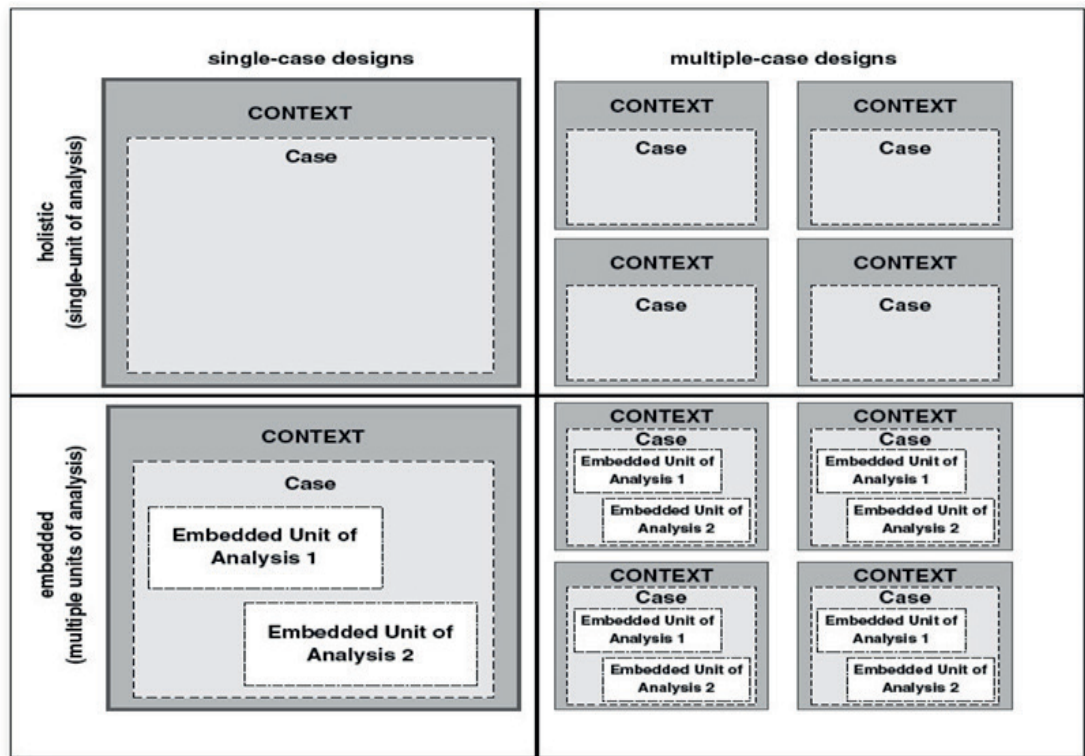 single-case designs
multiple-case designs
holistic
(single-unit of analysis)
CONTEXT
Case
CONTEXT
Case
CONTEXT
Case
CONTEXT
Case
CONTEXT
Case
embedded
(multiple units of analysis)
CONTEXT
Case
Embedded Unit of
Analysis 1
Embedded Unit of
Analysis 2
CONTEXT
Case
Embedded Unit of
Analysis 1
Embedded Unit of
Analysis 2
CONTEXT
Case
Embedded Unit of
Analysis 1
Embedded Unit of
Analysis 2
CONTEXT
Case
Embedded Unit of
Analysis 1
Embedded Unit of
Analysis 2
CONTEXT
Case
Embedded Unit of
Analysis 1
Embedded Unit of
Analysis 2